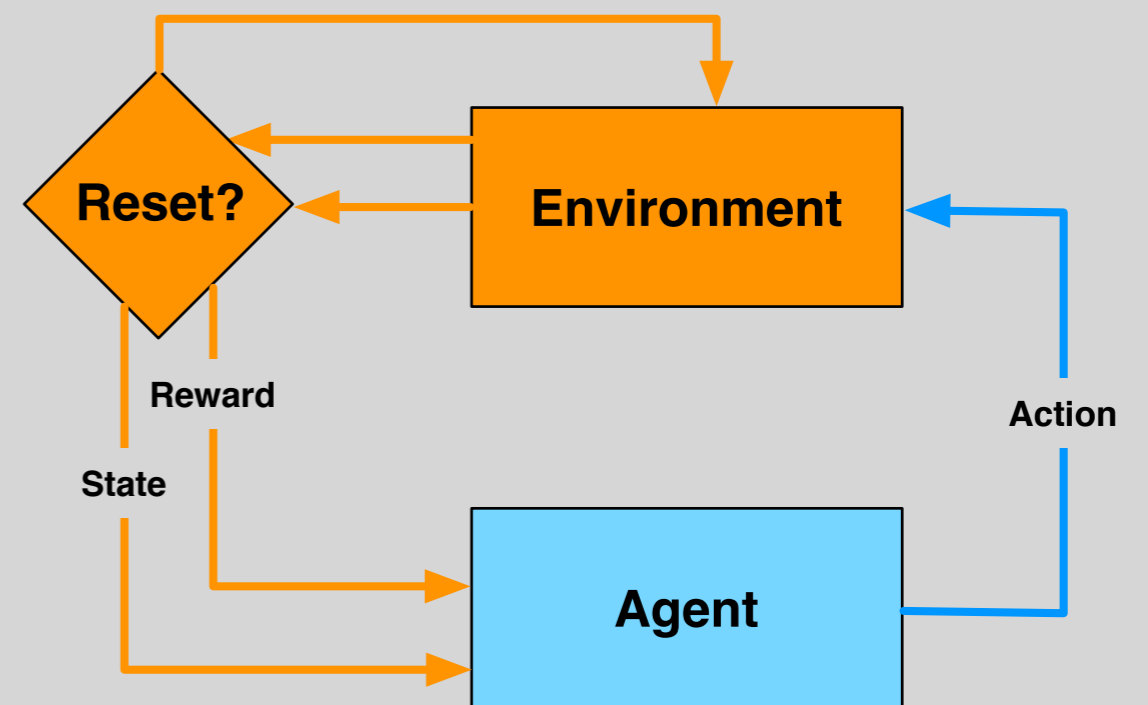 Reset?
Environment
Reward
Action
State
Agent